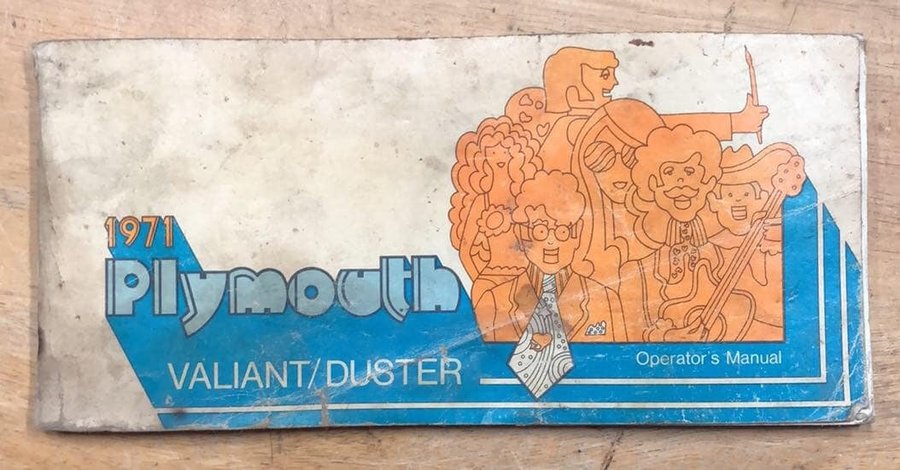 1971
Plymouth
VALIANT/DUSTER
Operator's Manual